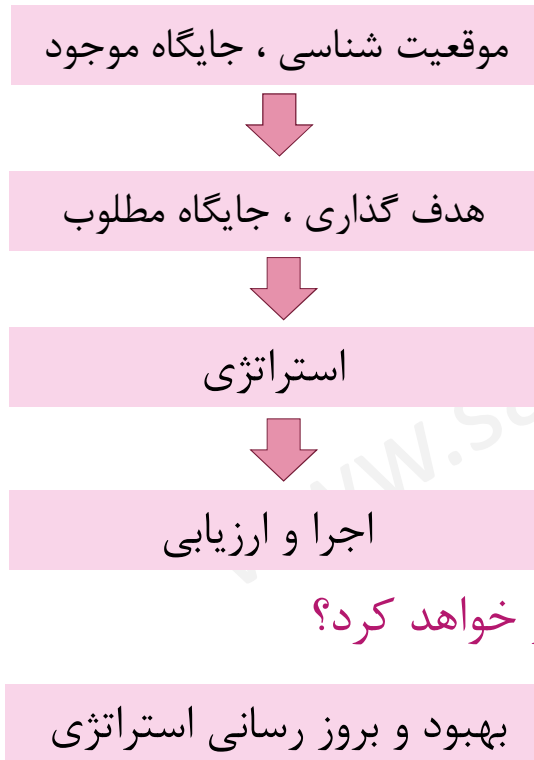 موقعیت شناسی ، جایگاه موجود
هدف گذاری ، جایگاه مطلوب
استراتژی
اجرا و ارزیابی
خواهد کرد؟
بهبود و بروز رسانی استراتژی